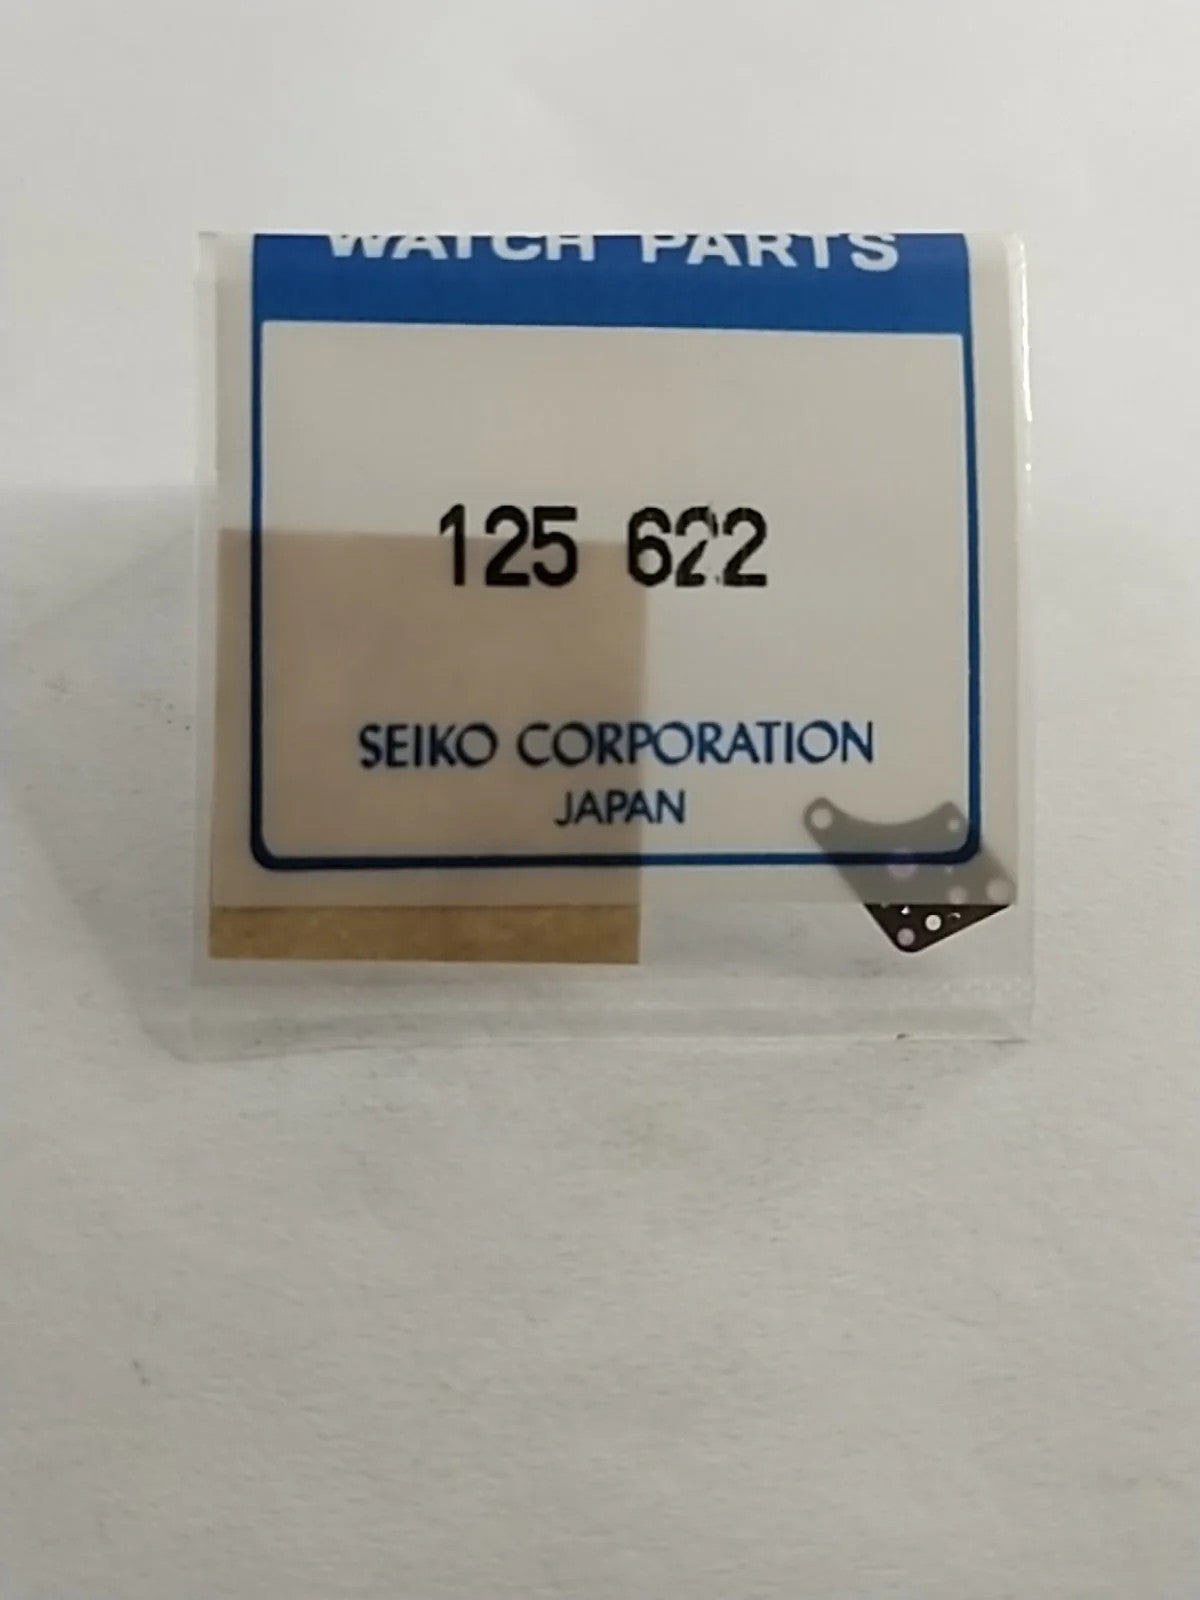 WATCH PARTS
125 622
SEIKO CORPORATION
JAPAN